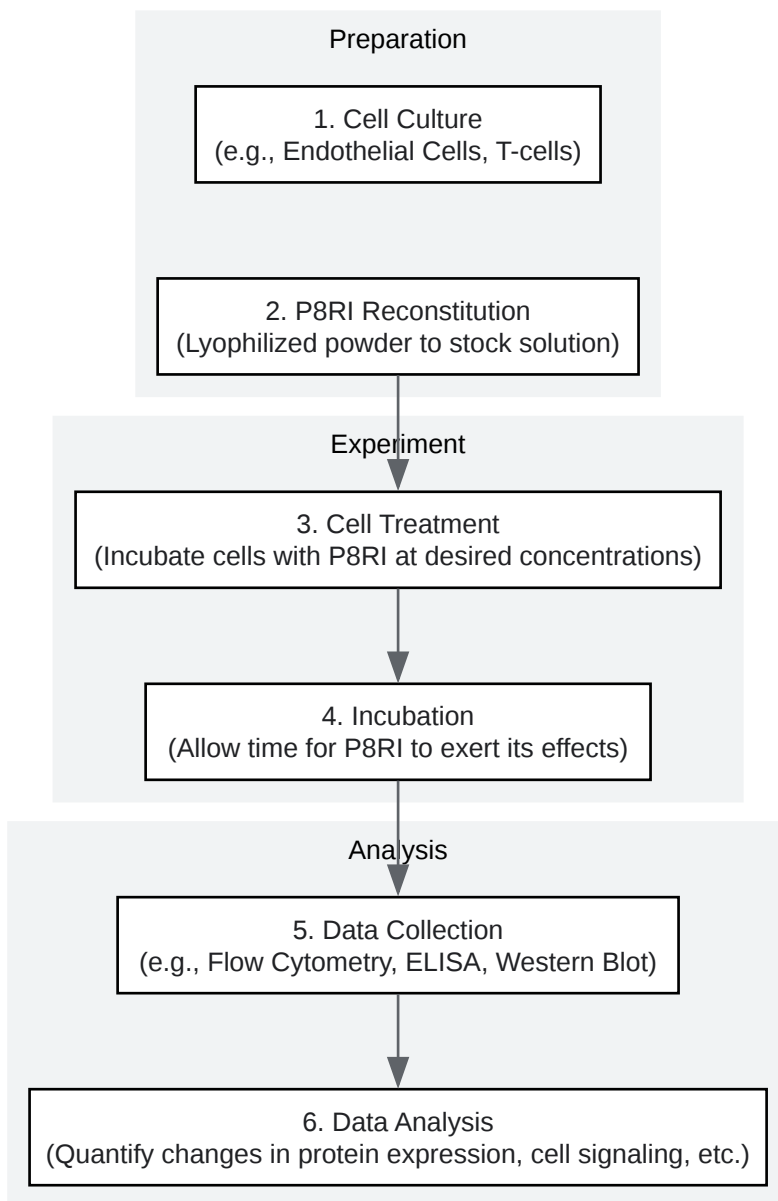 Preparation
1. Cell Culture
(e.g., Endothelial Cells, T-cells)
2. P8RI Reconstitution
(Lyophilized powder to stock solution)
Experiment
3. Cell Treatment
(Incubate cells with P8RI at desired concentrations)
4. Incubation
(Allow time for P8RI to exert its effects)
Analysis
5. Data Collection
(e.g., Flow Cytometry, ELISA, Western Blot)
6. Data Analysis
(Quantify changes in protein expression, cell signaling, etc.)